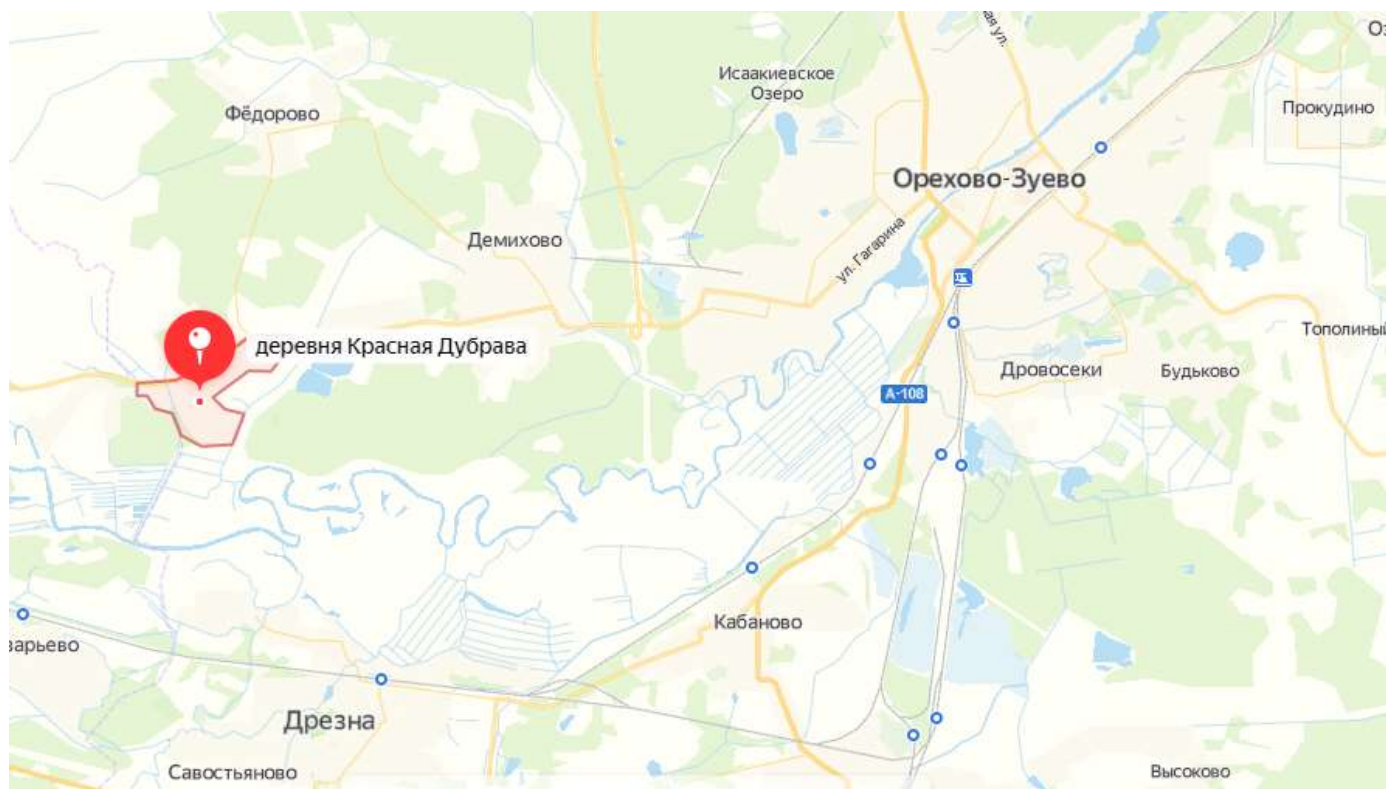 Исаакиевское
Озеро
Прокудино
Фёдорово
Орехово-Зуево
Демихово
ул. Гагарина
деревня Красная Дубрава
Тополиный
Дровосеки
Будьково
А-108
Кабаново
варьево
Дрезна
Савостьяново
Высоково